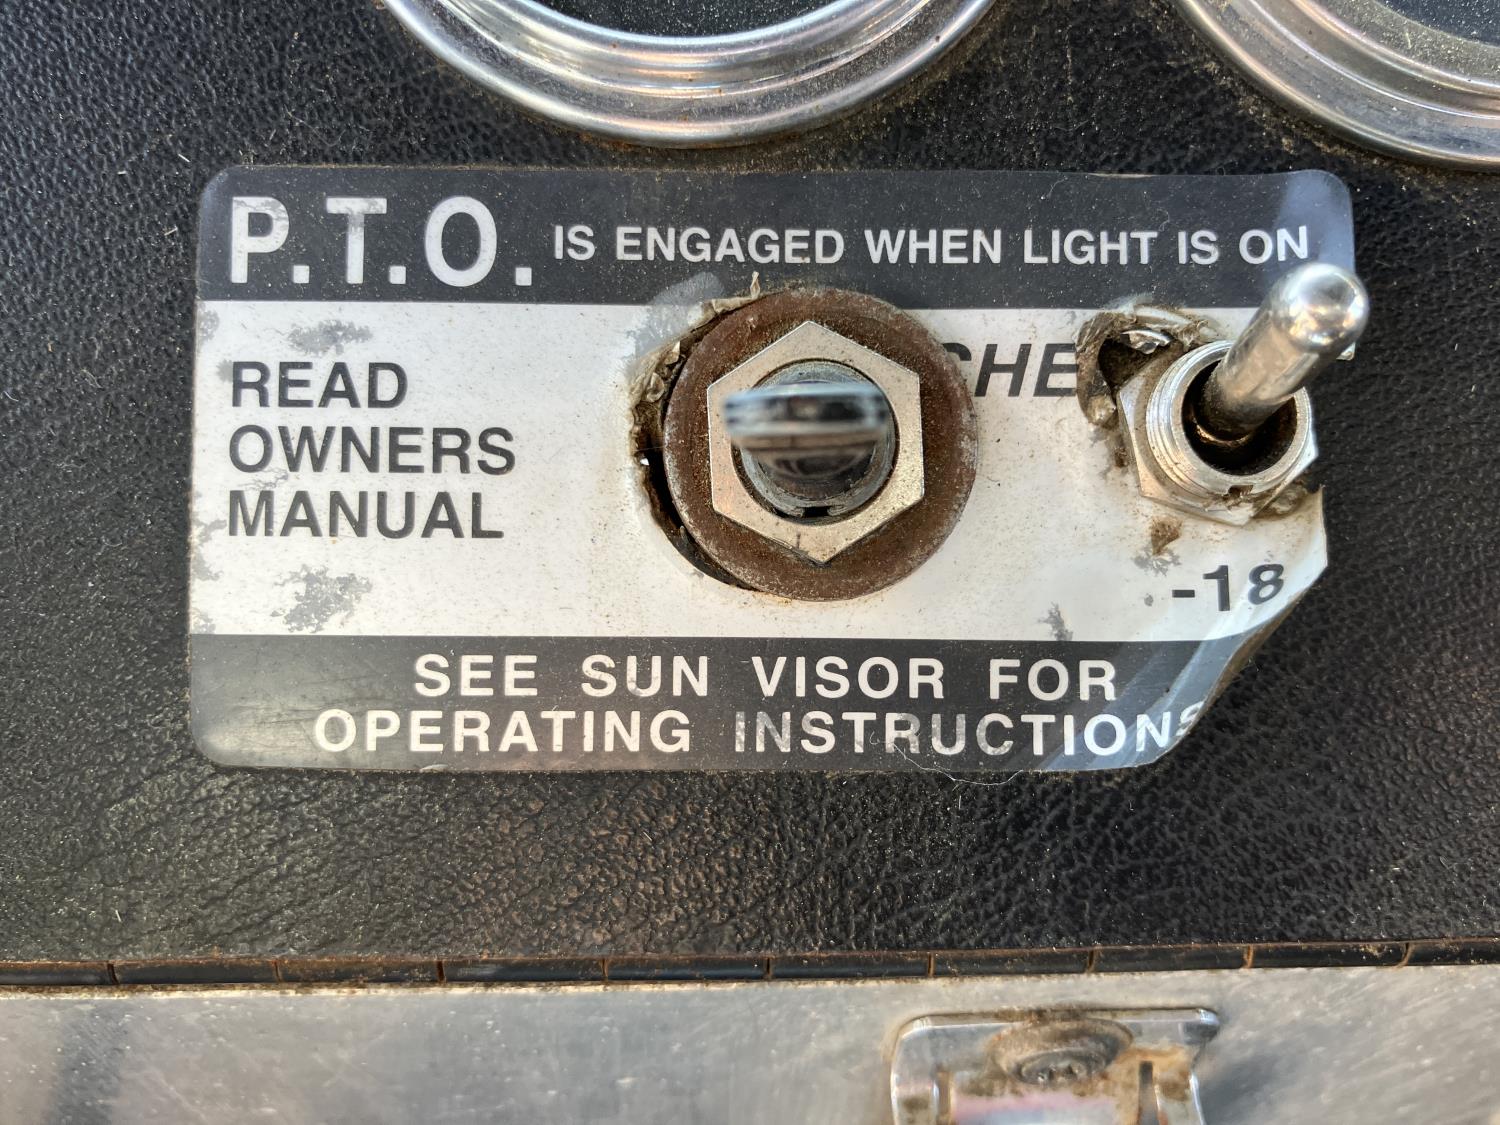 P.T.O. IS ENGAGED WHEN LIGHT IS ON
READ
OWNERS
MANUAL
-18
SEE SUN VISOR FOR
OPERATING INSTRUCTIONS